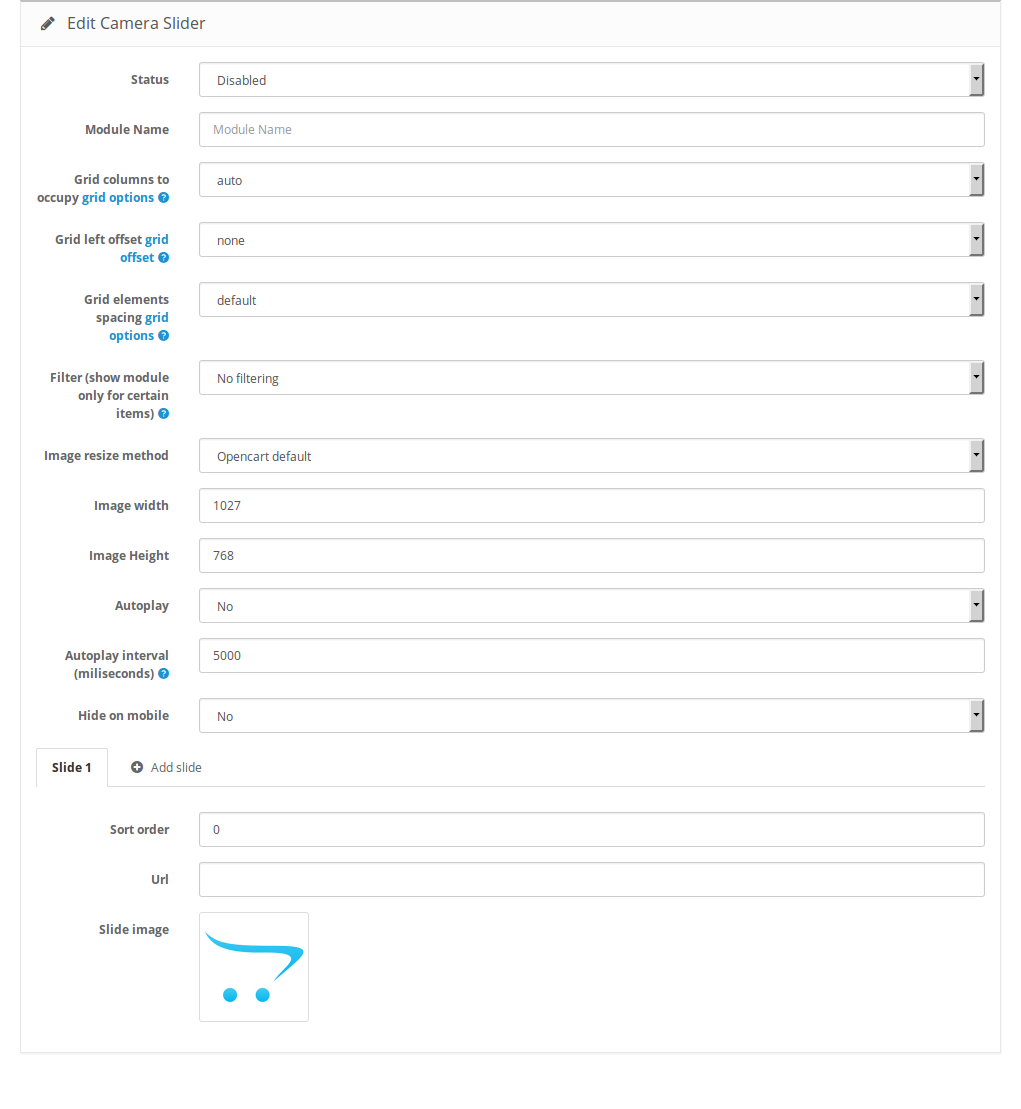 Edit Camera Slider
Status
Disabled
Module Name
Module Name
Grid columns to
occupy grid options
auto
Grid left offset grid
offset
none
Grid elements
spacing grid
options
default
Filter (show module
only for certain
items)
No filtering
Image resize method
Opencart default
Image width
1027
Image Height
768
Autoplay
No
Autoplay interval
(miliseconds)
5000
Hide on mobile
No
Slide 1
Add slide
Sort order
0
Url
Slide image